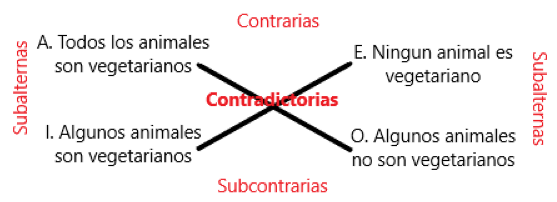 Contrarias
A. Todos los animales
son vegetarianos
E. Ningun animal es
vegetariano
Subalternas
Contradictorias
Subalternas
I. Algunos animales
son vegetarianos
O. Algunos animales
no son vegetarianos
Subcontrarias